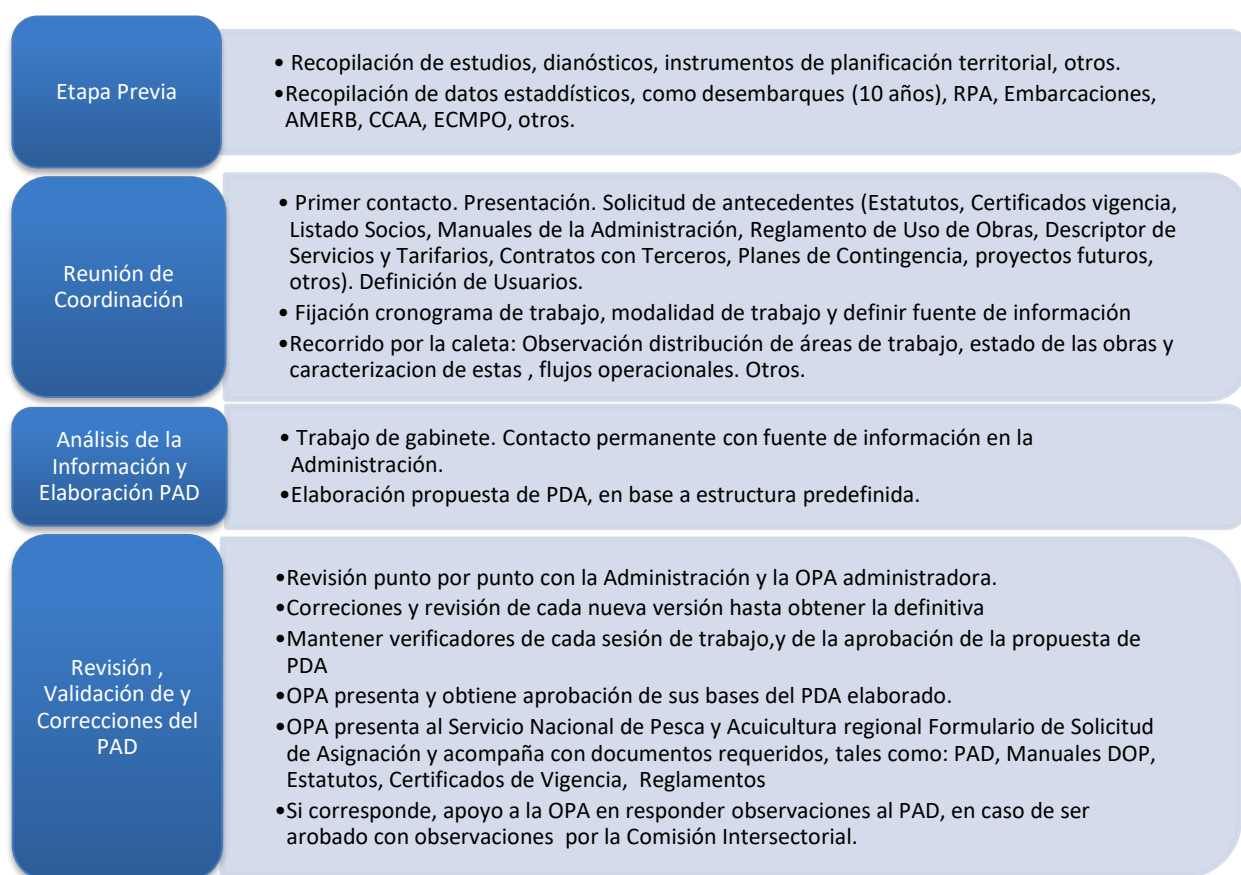 Etapa Previa
• Recopilación de estudios, dianósticos, instrumentos de planificación territorial, otros.
•Recopilación de datos estaddísticos, como desembarques (10 años), RPA, Embarcaciones,
AMERB, CCAA, ECMPO, otros.
Reunión de
Coordinación
• Primer contacto. Presentación. Solicitud de antecedentes (Estatutos, Certificados vigencia,
Listado Socios, Manuales de la Administración, Reglamento de Uso de Obras, Descriptor de
Servicios y Tarifarios, Contratos con Terceros, Planes de Contingencia, proyectos futuros,
otros). Definición de Usuarios.
• Fijación cronograma de trabajo, modalidad de trabajo y definir fuente de información
•Recorrido por la caleta: Observación distribución de áreas de trabajo, estado de las obras y
caracterizacion de estas , flujos operacionales. Otros.
Análisis de la
Información y
Elaboración PAD
• Trabajo de gabinete. Contacto permanente con fuente de información en la
Administración.
•Elaboración propuesta de PDA, en base a estructura predefinida.
Revisión ,
Validación de y
Correcciones del
PAD
•Revisión punto por punto con la Administración y la OPA administradora.
•Correciones y revisión de cada nueva versión hasta obtener la definitiva
•Mantener verificadores de cada sesión de trabajo,y de la aprobación de la propuesta de
PDA
•OPA presenta y obtiene aprobación de sus bases del PDA elaborado.
•OPA presenta al Servicio Nacional de Pesca y Acuicultura regional Formulario de Solicitud
de Asignación y acompaña con documentos requeridos, tales como: PAD, Manuales DOP,
Estatutos, Certificados de Vigencia,  Reglamentos
•Si corresponde, apoyo a la OPA en responder observaciones al PAD, en caso de ser
arobado con observaciones  por la Comisión Intersectorial.